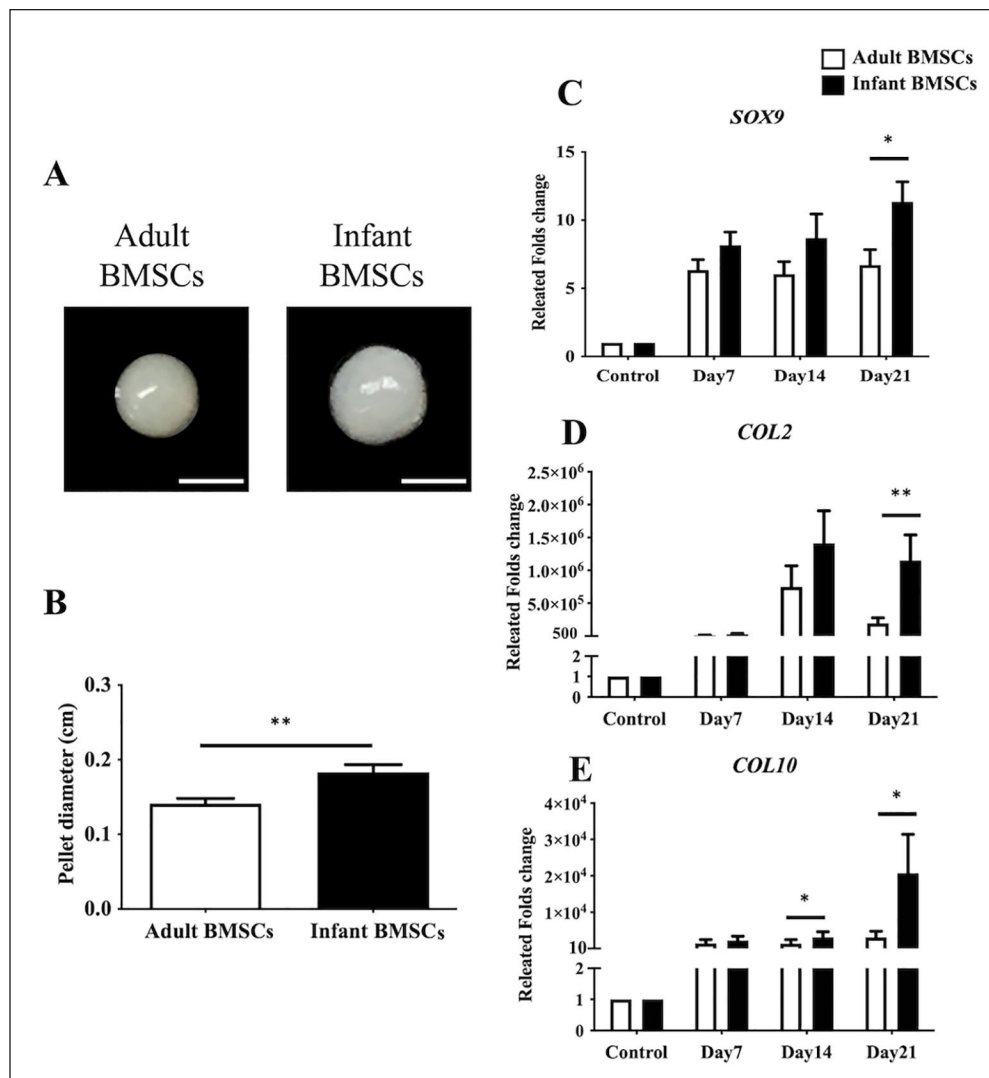 A
Adult
BMSCs
Infant
BMSCs
B
Pellet diameter (cm)
0.3
0.2
0.1
0.0
**
Adult BMSCs
Infant BMSCs
Adult BMSCs
Infant BMSCs
C
SOX9
Releated Folds change
15
10
5
0
*
Control
Day7
Day14
Day21
D
COL2
Releated Folds change
2.5×10⁶
2.0×10⁶
1.5×10⁶
1.0×10⁶
5.0×10⁵
500
2
1
0
**
Control
Day7
Day14
Day21
E
COL10
Releated Folds change
4×10⁴
3×10⁴
2×10⁴
1×10⁴
10
2
1
0
*
*
Control
Day7
Day14
Day21